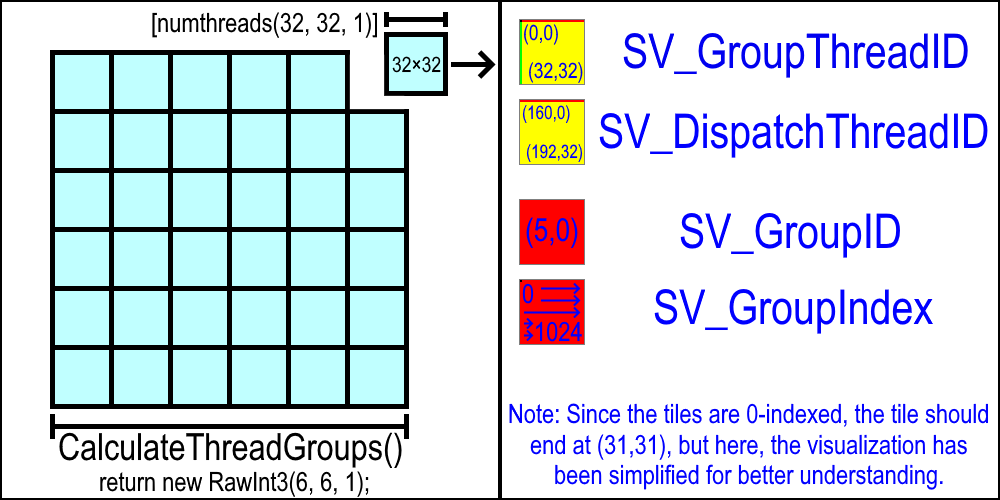 [numthreads(32, 32, 1)]
32×32
CalculateThreadGroups()
return new RawInt3(6, 6, 1);
(0,0)
(32,32)
SV_GroupThreadID
(160,0)
(192,32)
SV_DispatchThreadID
(5,0)
SV_GroupID
0
1024
SV_GroupIndex
Note: Since the tiles are 0-indexed, the tile should
end at (31,31), but here, the visualization has
been simplified for better understanding.